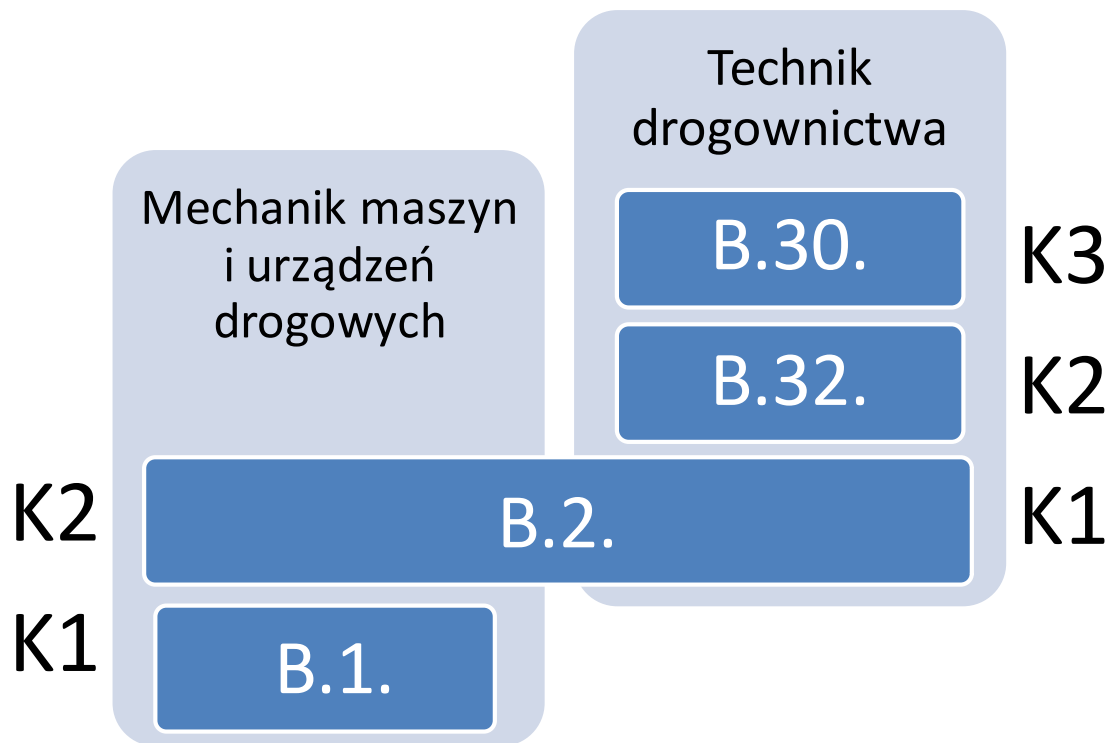 Technik
drogownictwa
B.30.
K3
B.32.
K2
Mechanik maszyn
i urządzeń
drogowych
K2
B.2.
K1
K1
B.1.